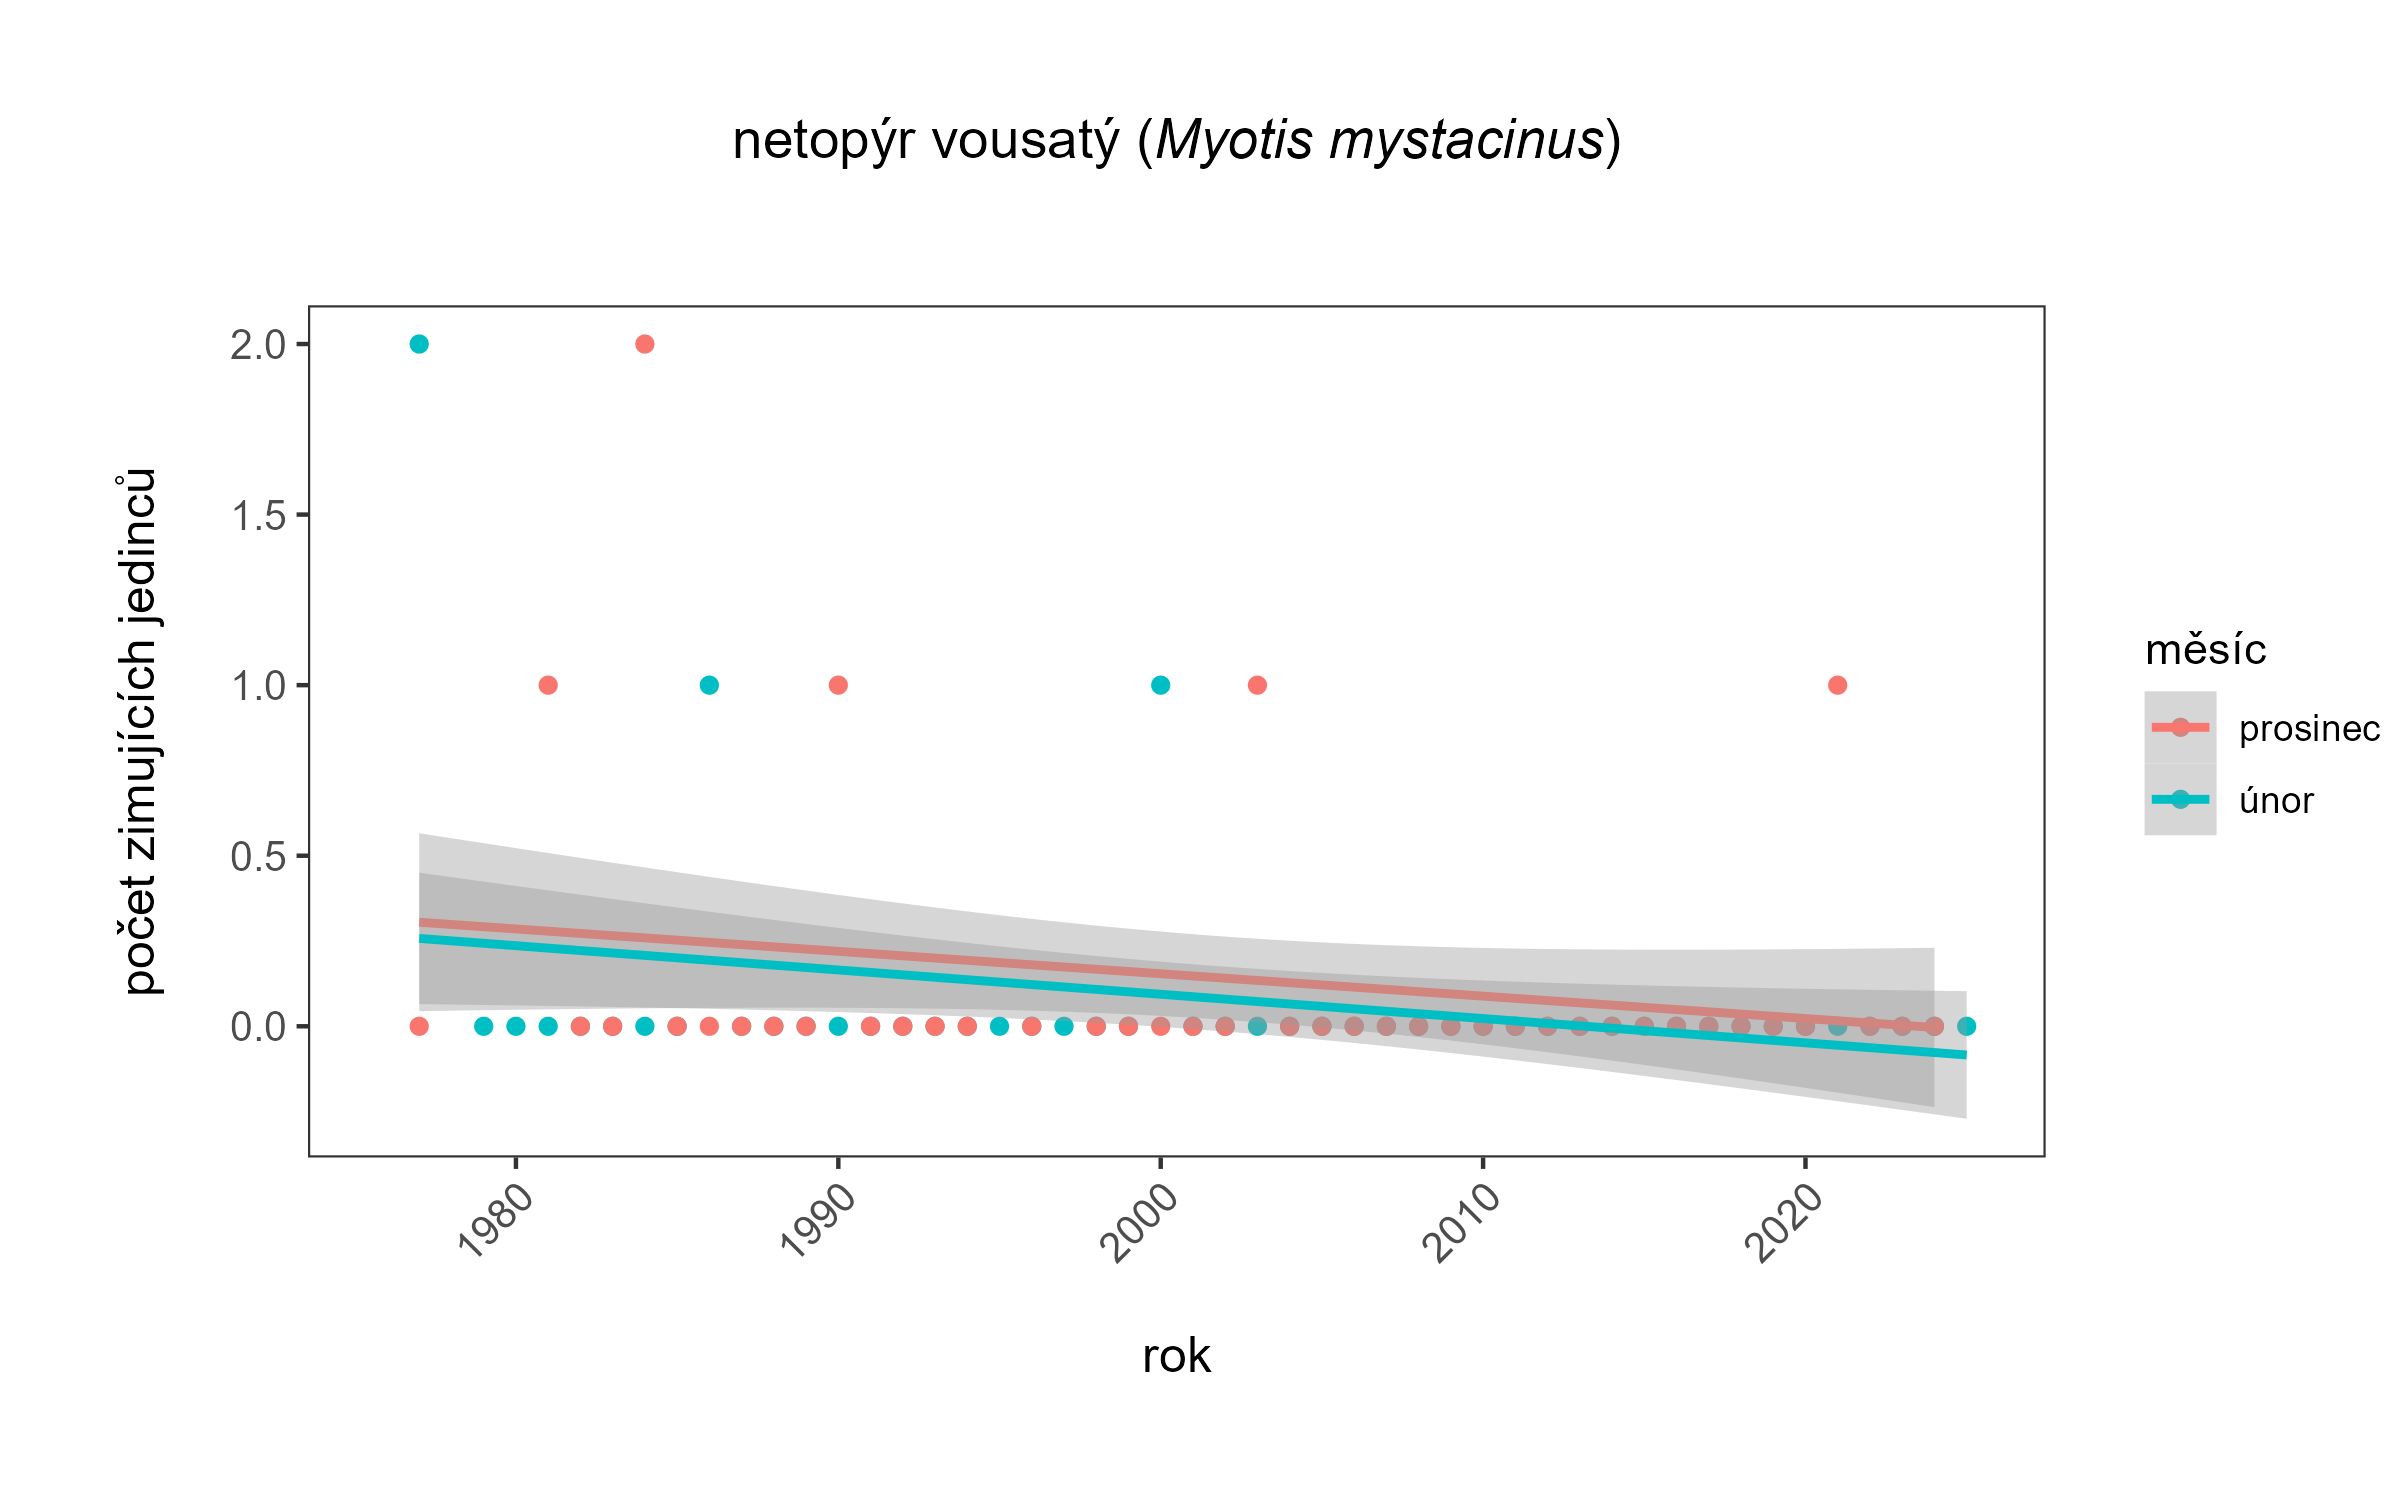 netopýr vousatý (Myotis mystacinus)
počet zimujících jedinců
2.0
1.5
1.0
0.5
0.0
1980
1990
2000
2010
2020
rok
měsíc
prosinec
únor